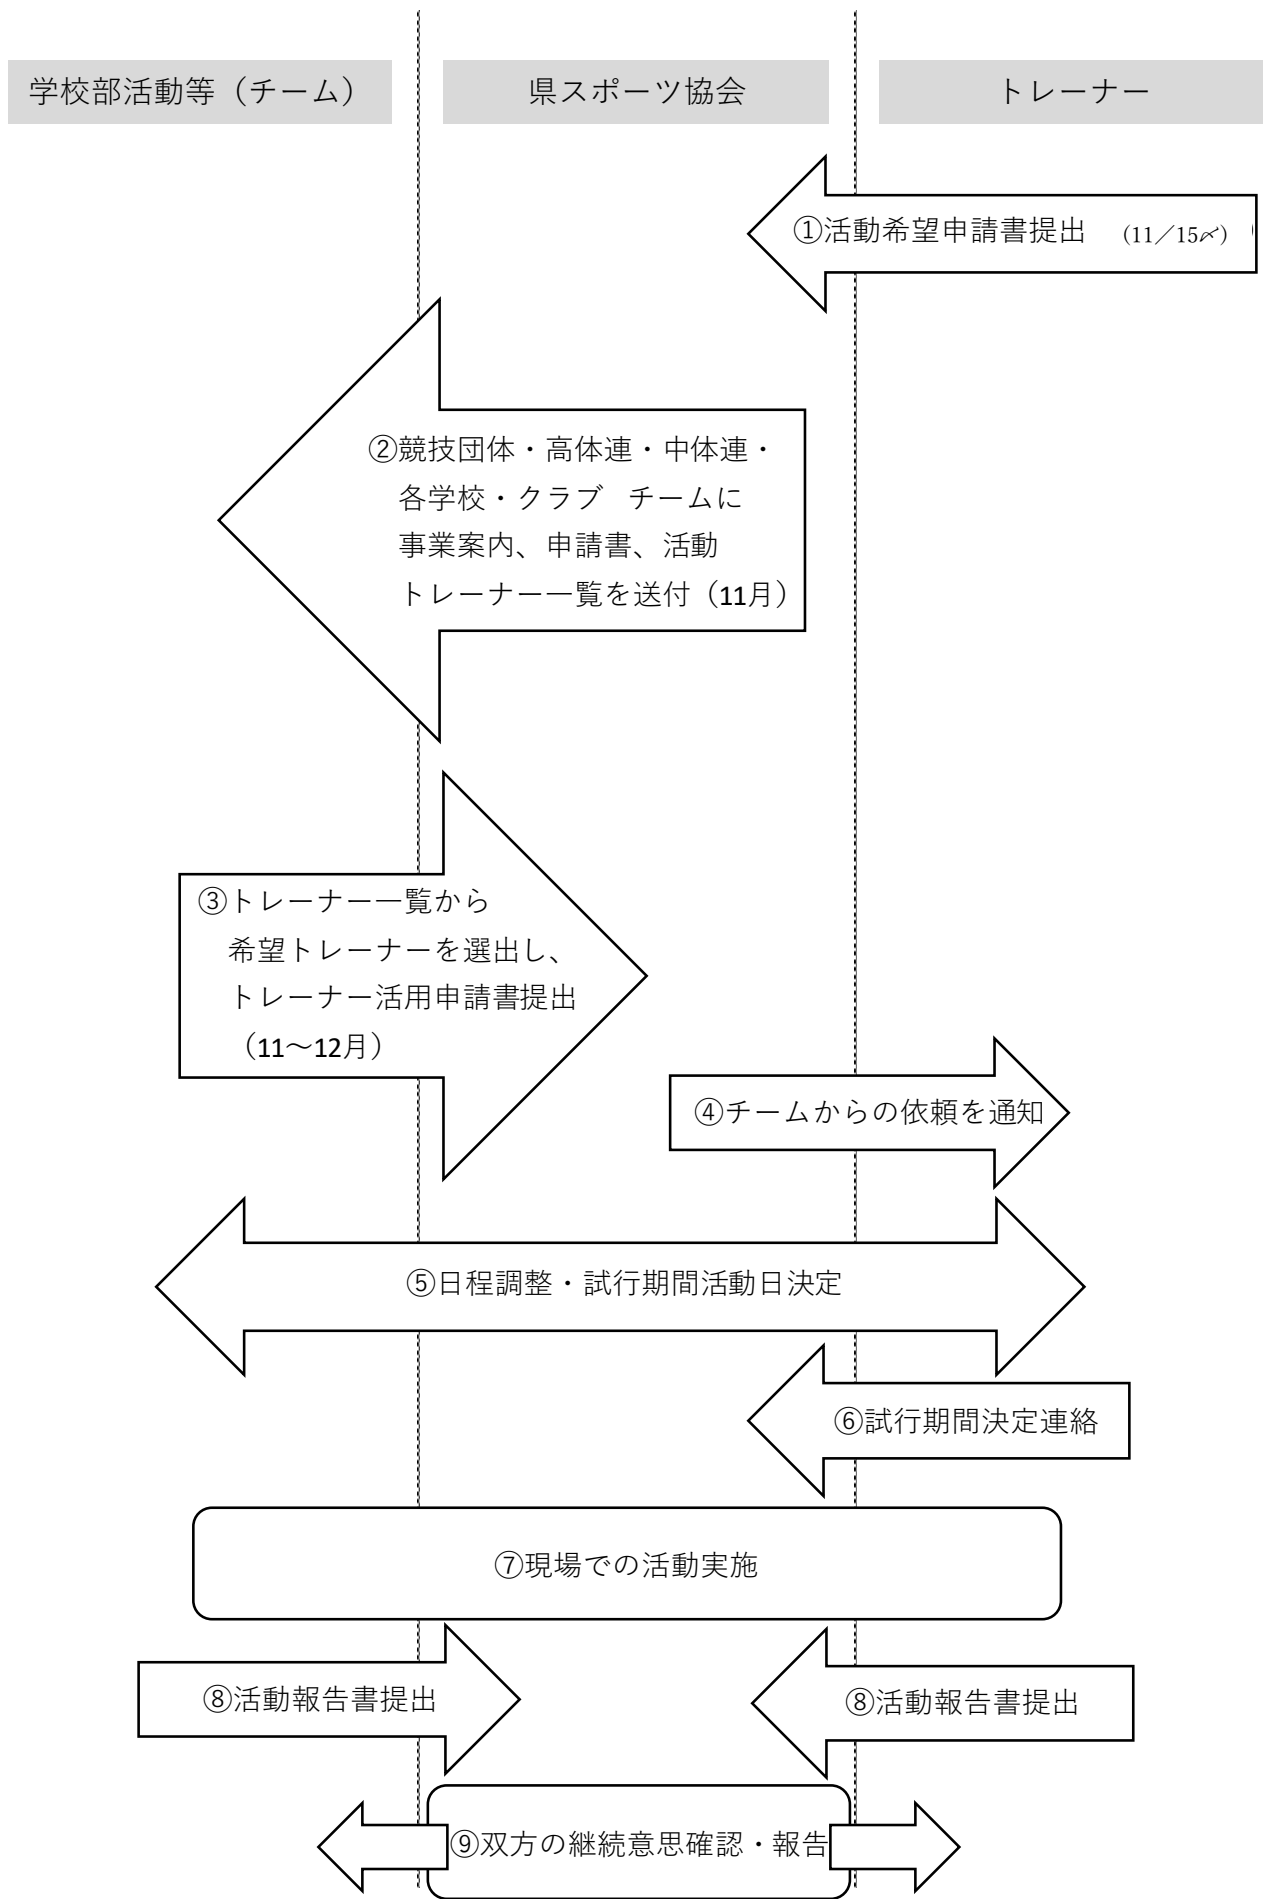 学校部活動等（チーム）
県スポーツ協会
トレーナー
①活動希望申請書提出　（11／15〆）
②競技団体・高体連・中体連・
各学校・クラブ　チームに
事業案内、申請書、活動
トレーナー一覧を送付（11月）
③トレーナー一覧から
希望トレーナーを選出し、
トレーナー活用申請書提出
（11～12月）
④チームからの依頼を通知
⑤日程調整・試行期間活動日決定
⑥試行期間決定連絡
⑦現場での活動実施
⑧活動報告書提出
⑧活動報告書提出
⑨双方の継続意思確認・報告